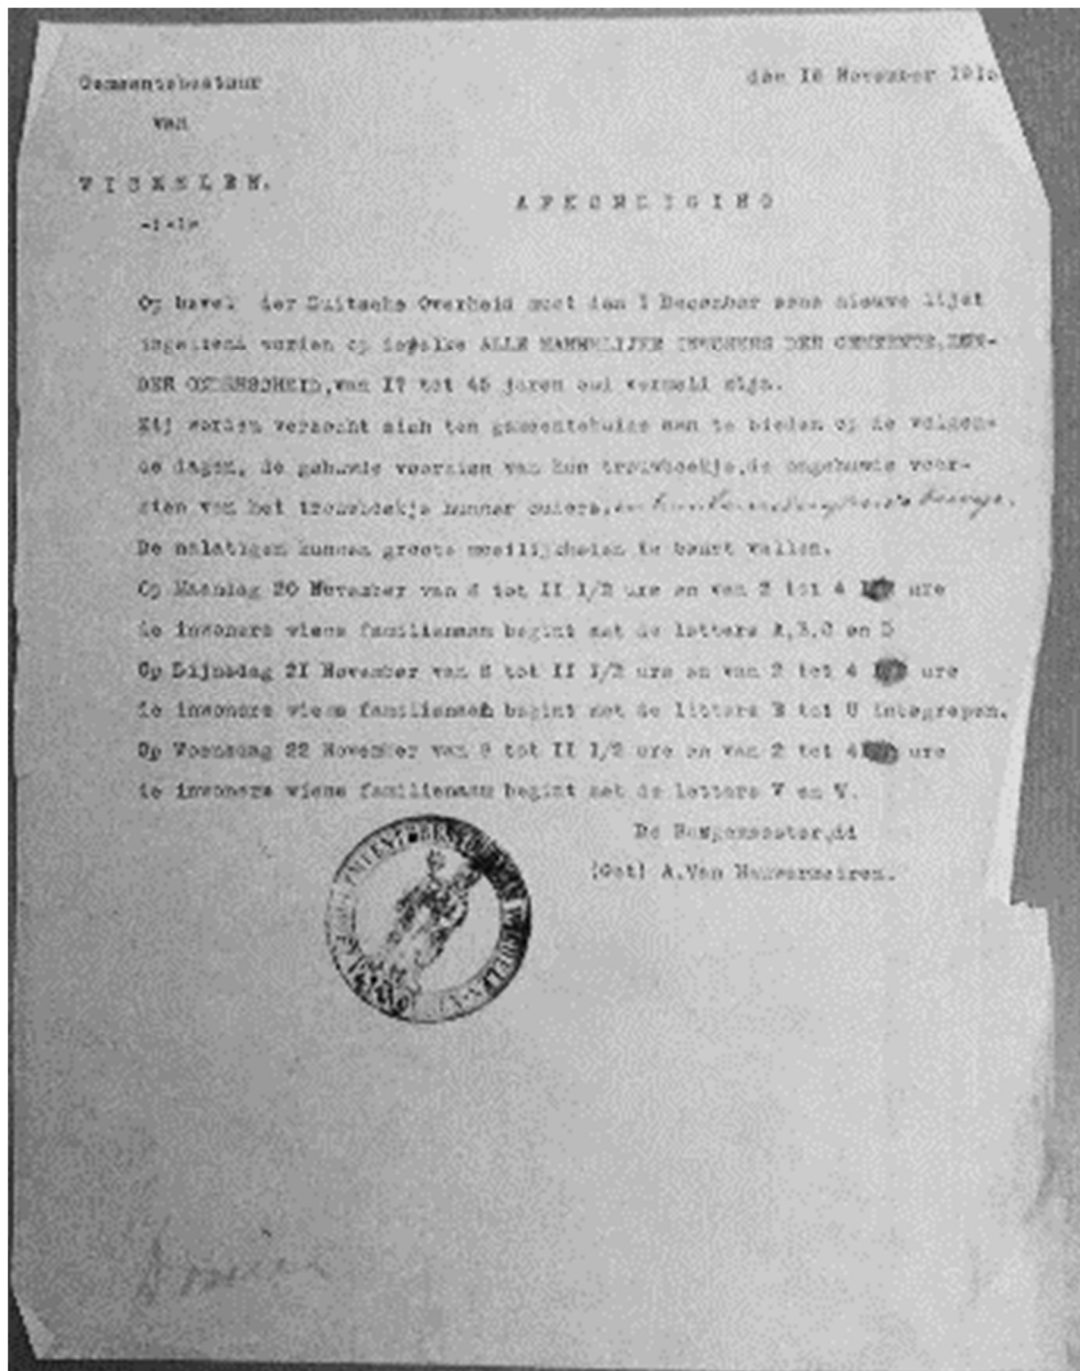 Gemeentebestuur
den 18 November 191
van
WICHELEN.
AFKONDIGING
Op bevel der Duitsche Overheid moet den 1 December eene nieuwe lijst
ingediend worden op dewelke ALLE MANNELIJKE INWONERS DER GEMEENTE, ZON-
DER ONDERSCHEID, van 17 tot 45 jaren oud vermeld zijn.
Zij worden verzocht zich ten gemeentehuize aan te bieden op de volgen-
de dagen, de gehuwde voorzien van hun trouwboekje, de ongehuwde voor-
zien van het trouwboekje hunner ouders, en hun
De nalatigen kunnen groote moeilijkheden te beurt vallen.
Op Maandag 20 November van 8 tot II 1/2 ure en van 2 tot 4 ure
de inwoners wiens familienaam begint met de letters A,B,C en D
Op Dijnsdag 2I November van 8 tot II 1/2 ure en van 2 tot 4 ure
de inwoners wiens familienaam begint met de letters E tot U integrepen.
Op Woensdag 22 November van 8 tot II 1/2 ure en van 2 tot 4 ure
de inwoners wiens familienaam begint met de letters V en W.
De Burgemeester,
(Get) A.Van Hauwermeiren.